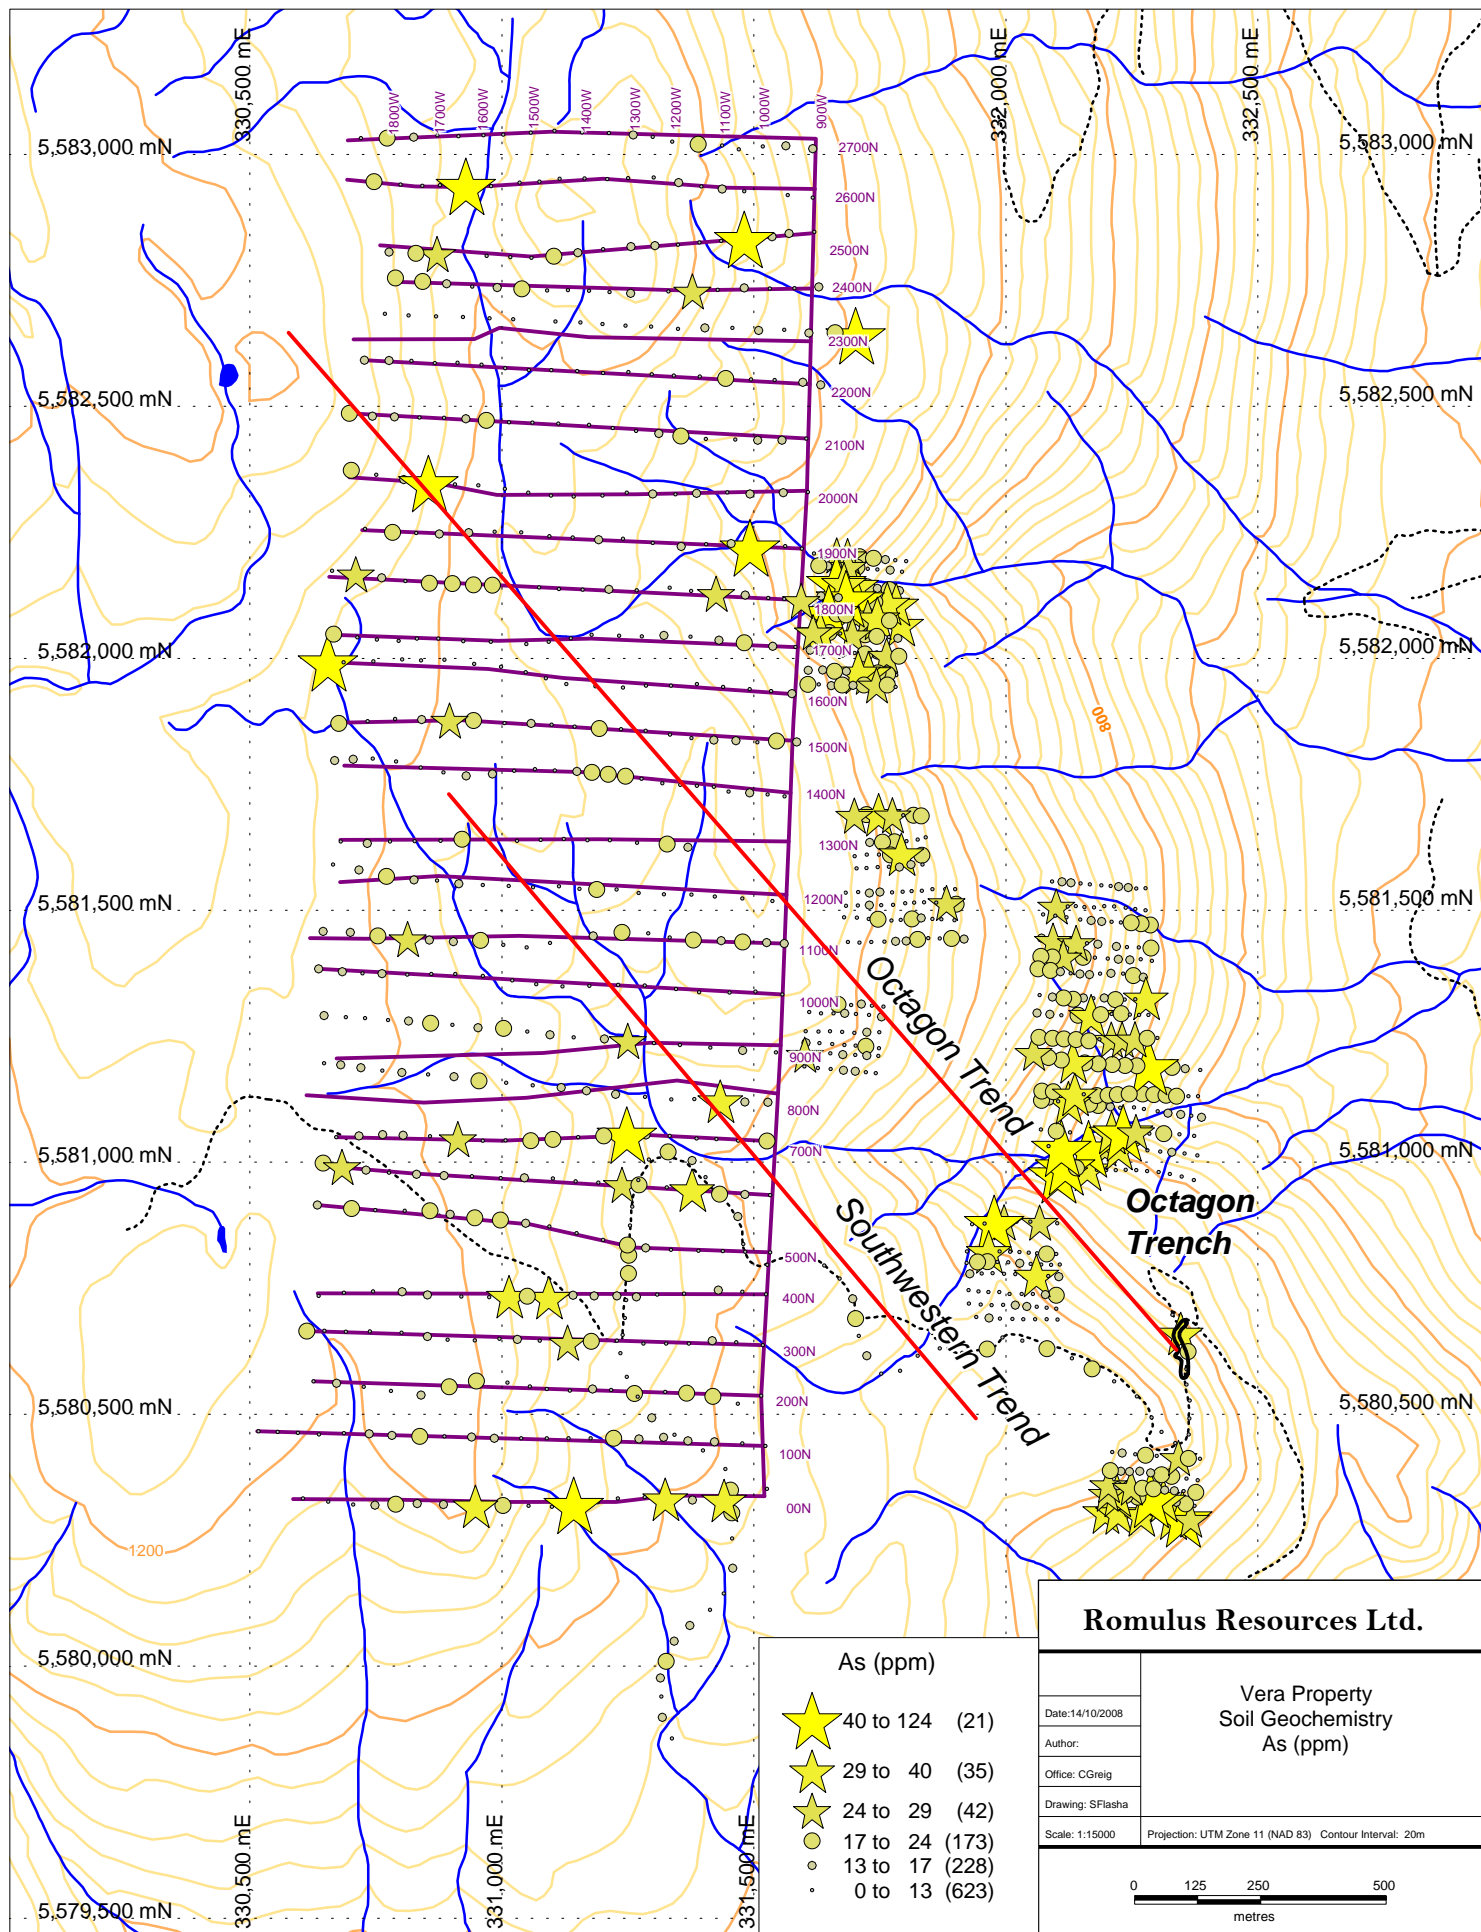 330,500 mE
332,000 mE
332,500 mE
1800W
1700W
1600W
1500W
1400W
1300W
1200W
1100W
1000W
900W
5,583,000 mN
2700N
5,583,000 mN
2600N
2500N
2400N
2300N
5,582,500 mN
2200N
5,582,500 mN
2100N
2000N
1900N
1800N
5,582,000 mN
1700N
5,582,000 mN
1600N
800
1500N
1400N
1300N
5,581,500 mN
1200N
5,581,500 mN
1100N
Octagon Trend
1000N
900N
800N
5,581,000 mN
700N
5,581,000 mN
Octagon
Trench
Southwestern Trend
500N
400N
300N
5,580,500 mN
200N
5,580,500 mN
100N
00N
1200
5,580,000 mN
330,500 mE
331,000 mE
331,500 mE
5,579,500 mN
As (ppm)
40 to 124 (21)
29 to 40 (35)
24 to 29 (42)
17 to 24 (173)
13 to 17 (228)
0 to 13 (623)
Romulus Resources Ltd.
Vera Property
Soil Geochemistry
As (ppm)
Date:14/10/2008
Author:
Office: CGreig
Drawing: SFlasha
Scale: 1:15000
Projection: UTM Zone 11 (NAD 83) Contour Interval: 20m
0 125 250 500
metres